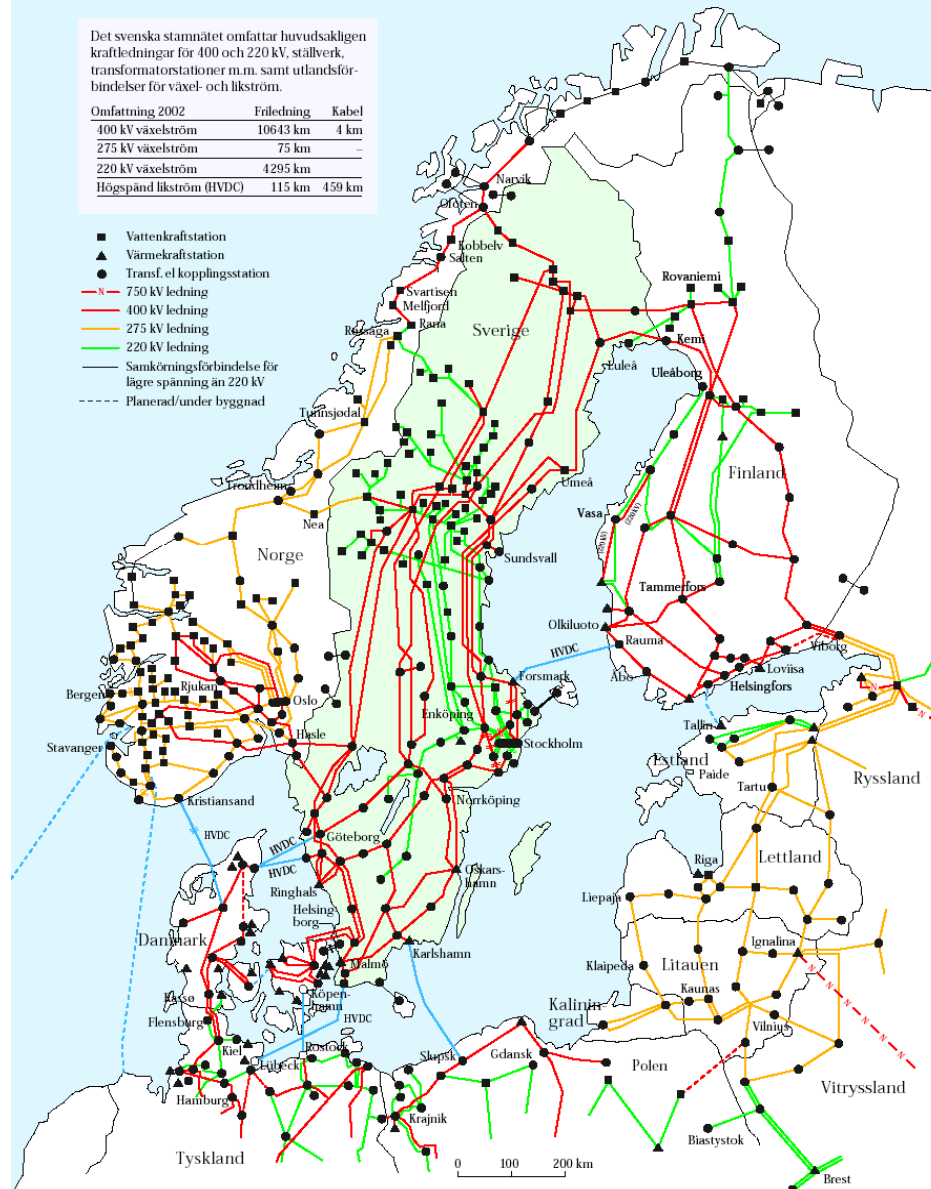 Det svenska stamnätet omfattar huvudsakligen
kraftledningar för 400 och 220 kV, ställverk,
transformatorstationer m.m. samt utlandsför-
bindelser för växel- och likström.
Omfattning 2002 Friledning Kabel
400 kV växelström 10643 km 4 km
275 kV växelström 75 km –
220 kV växelström 4295 km
Högspänd likström (HVDC) 115 km 459 km
Vattenkraftstation
Värmekraftstation
Transf. el kopplingsstation
N 750 kV ledning
400 kV ledning
275 kV ledning
220 kV ledning
Samkörningsförbindelse för
lägre spänning än 220 kV
Planerad/under byggnad
Narvik
Ofoten
Kobbelv
Salten
Svartisen
Melfjord
Rana
Røssåga
Sverige
Rovaniemi
Kemi
Luleå
Uleåborg
Tunnsjødal
Finland
Trondheim
Umeå
Nea
Vasa
(220 kV)
(220 kV)
Norge
Sundsvall
Tammerfors
Olkiluoto
Rauma
HVDC
Viborg
Forsmark
Åbo
Loviisa
Helsingfors
Rjukan
Bergen
Oslo
Enköping
Tallin
N
N
Stavanger
Hasle
Stockholm
Estland
Paide
Ryssland
Tartu
Kristiansand
Norrköping
HVDC
HVDC
HVDC
Göteborg
Lettland
Riga
Ringhals
Oskars-
hamn
Liepaja
Helsing-
borg
Danmark
Karlshamn
Ignalina
Malmö
Klaipeda
Litauen
Kaunas
Kassø
Köpen-
hamn
Kalinin-
grad
N N N N N
Flensburg
HVDC
Vilnius
Kiel
Rostock
Lübeck
Slupsk
Gdansk
Polen
Vitryssland
Hamburg
Krajnik
Biastystok
Tyskland
0 100 200 km
Brest